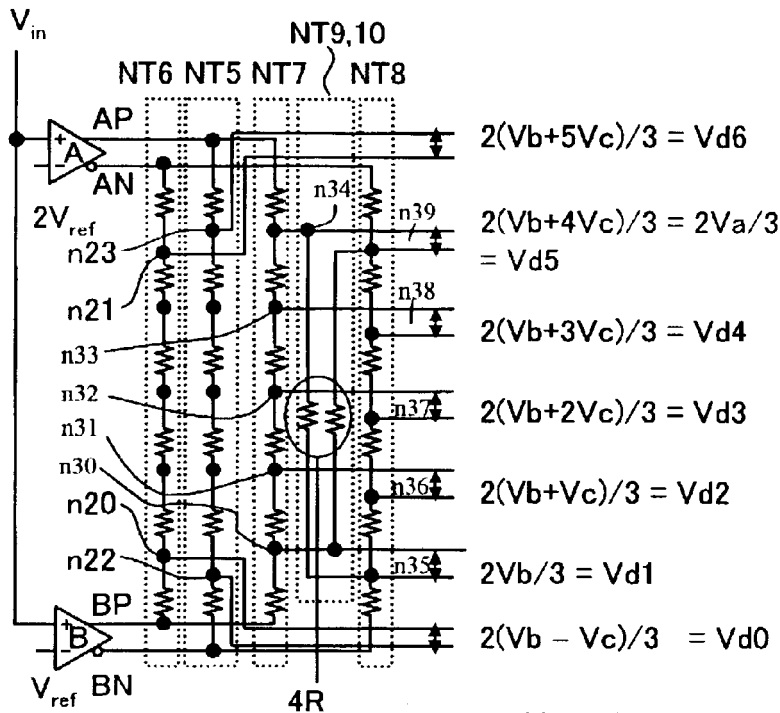 V_in
NT9,10
NT6 NT5 NT7 NT8
AP
+ A
AN
2V_ref
2(Vb+5Vc)/3 = Vd6
n34
n39
2(Vb+4Vc)/3 = 2Va/3
= Vd5
n23
n21
n38
2(Vb+3Vc)/3 = Vd4
n33
n32
n37
2(Vb+2Vc)/3 = Vd3
n31
n30
n36
2(Vb+Vc)/3 = Vd2
n20
n22
n35
2Vb/3 = Vd1
BP
+ B
2(Vb − Vc)/3 = Vd0
V_ref BN
4R